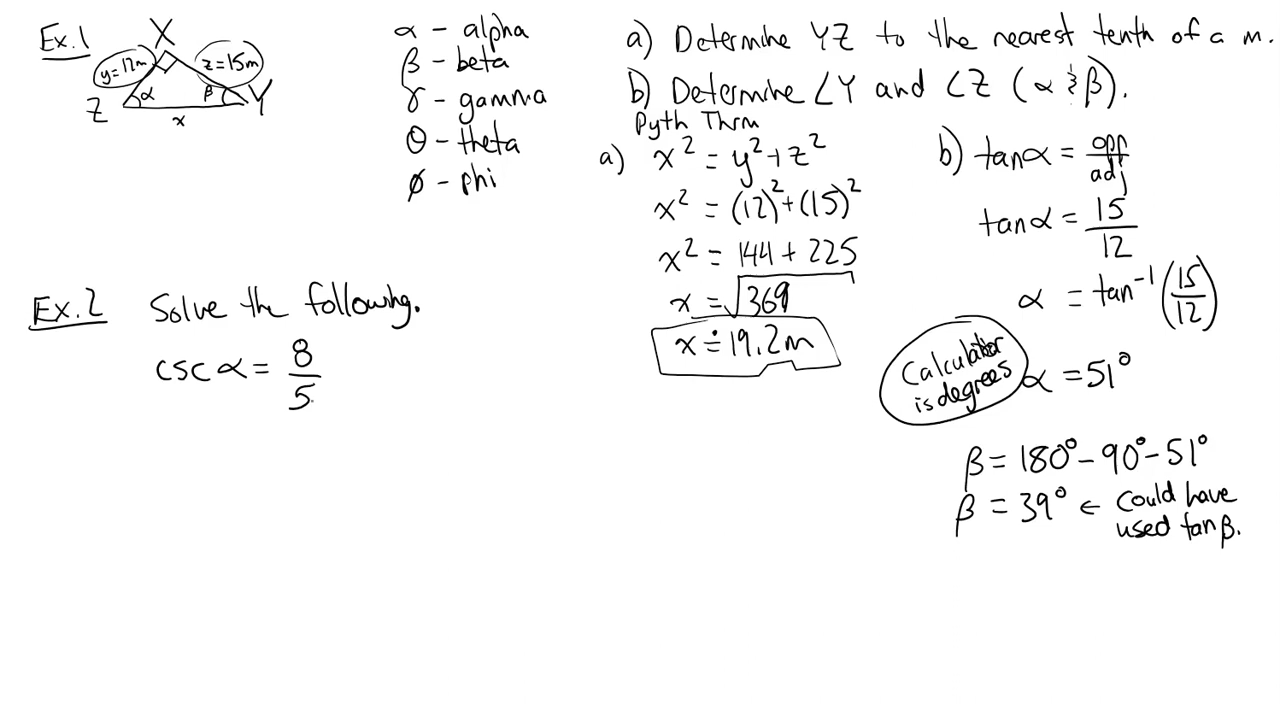 Ex.1
X
y=12m
z=15m
Z
α
β
Y
x
α - alpha
β - beta
γ - gamma
θ - theta
ϕ - phi
a) Determine YZ to the nearest tenth of a m.
b) Determine ∠Y and ∠Z (α & β).
Pyth Thrm
a) x² = y² + z²
x² = (12)² + (15)²
x² = 144 + 225
x = √369
x ≐ 19.2m
b) tanα = opp/adj
tanα = 15/12
α = tan⁻¹(15/12)
Calculator
is degrees
α = 51°
β = 180° - 90° - 51°
β = 39° ← Could have
used tanβ.
Ex.2 Solve the following.
csc α = 8/5